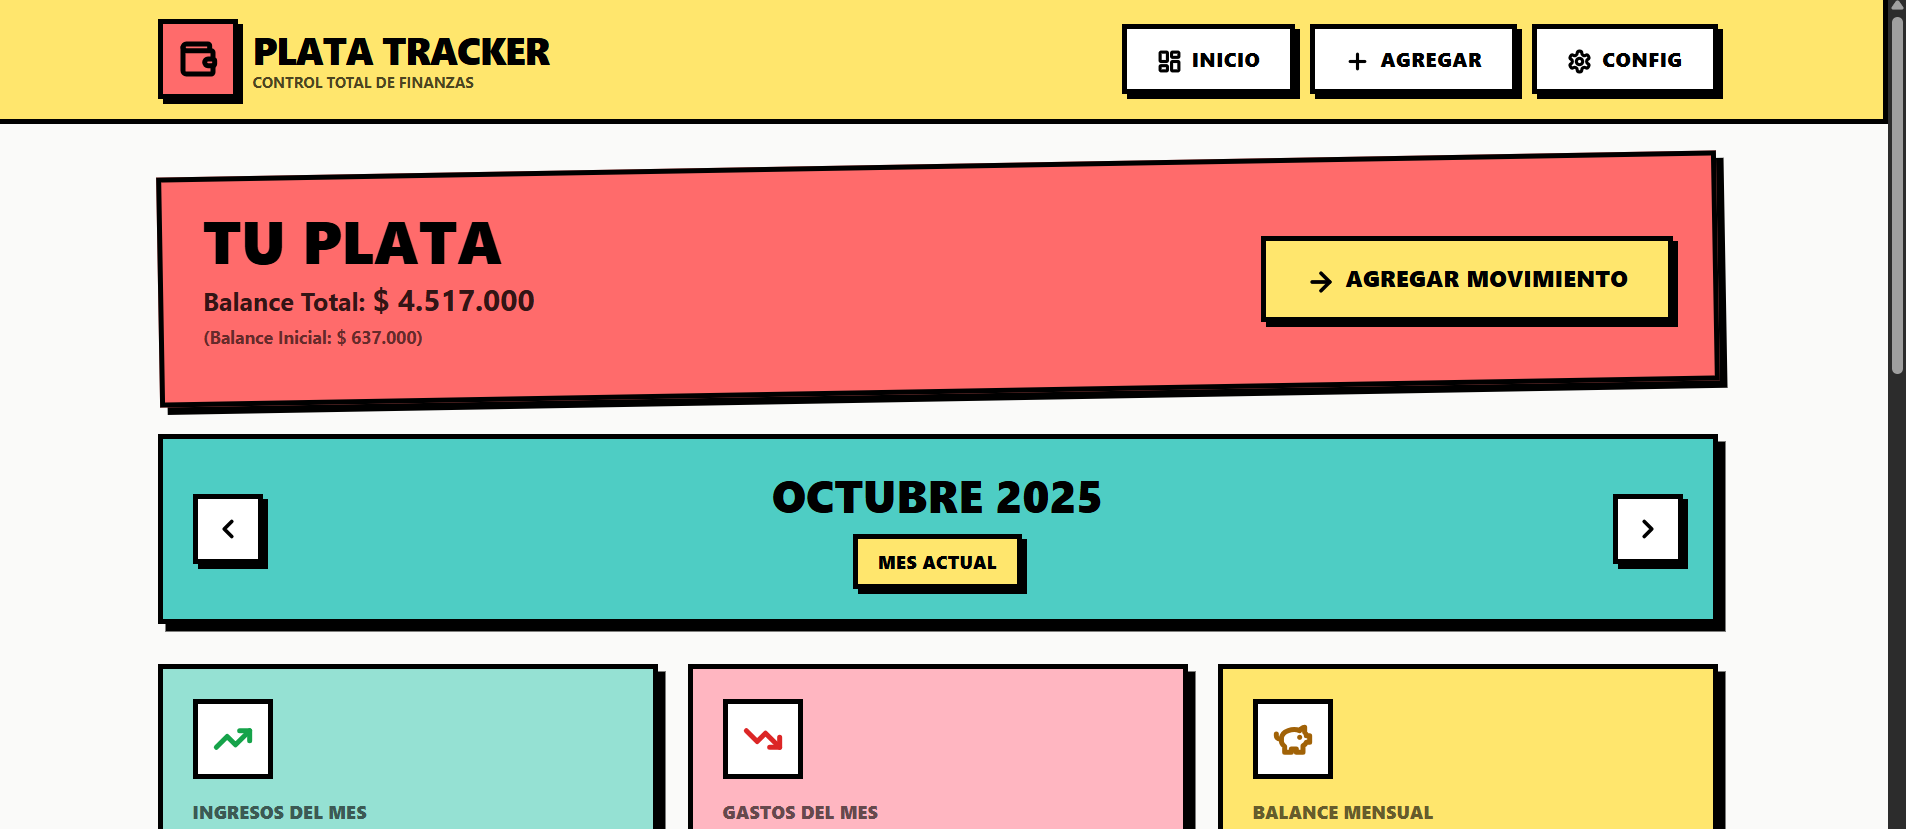 PLATA TRACKER
CONTROL TOTAL DE FINANZAS
INICIO
AGREGAR
CONFIG
TU PLATA
Balance Total: $ 4.517.000
(Balance Inicial: $ 637.000)
AGREGAR MOVIMIENTO
OCTUBRE 2025
MES ACTUAL
INGRESOS DEL MES
GASTOS DEL MES
BALANCE MENSUAL